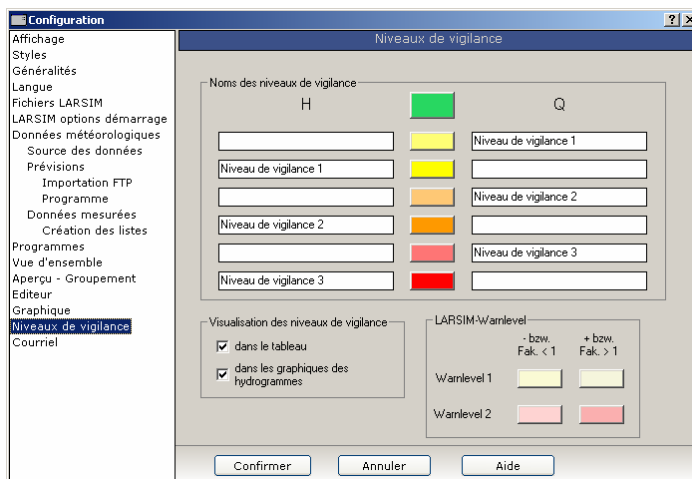 Configuration
Affichage
Styles
Généralités
Langue
Fichiers LARSIM
LARSIM options démarrage
Données météorologiques
Source des données
Prévisions
Importation FTP
Programme
Données mesurées
Création des listes
Programmes
Vue d'ensemble
Aperçu - Groupement
Editeur
Graphique
Niveaux de vigilance
Courriel
Niveaux de vigilance
Noms des niveaux de vigilance
H Q
Niveau de vigilance 1
Niveau de vigilance 1
Niveau de vigilance 2
Niveau de vigilance 2
Niveau de vigilance 3
Niveau de vigilance 3
Visualisation des niveaux de vigilance
dans le tableau
dans les graphiques des
hydrogrammes
LARSIM-Warnlevel
- bzw. + bzw.
Fak. < 1 Fak. > 1
Warnlevel 1
Warnlevel 2
Confirmer Annuler Aide